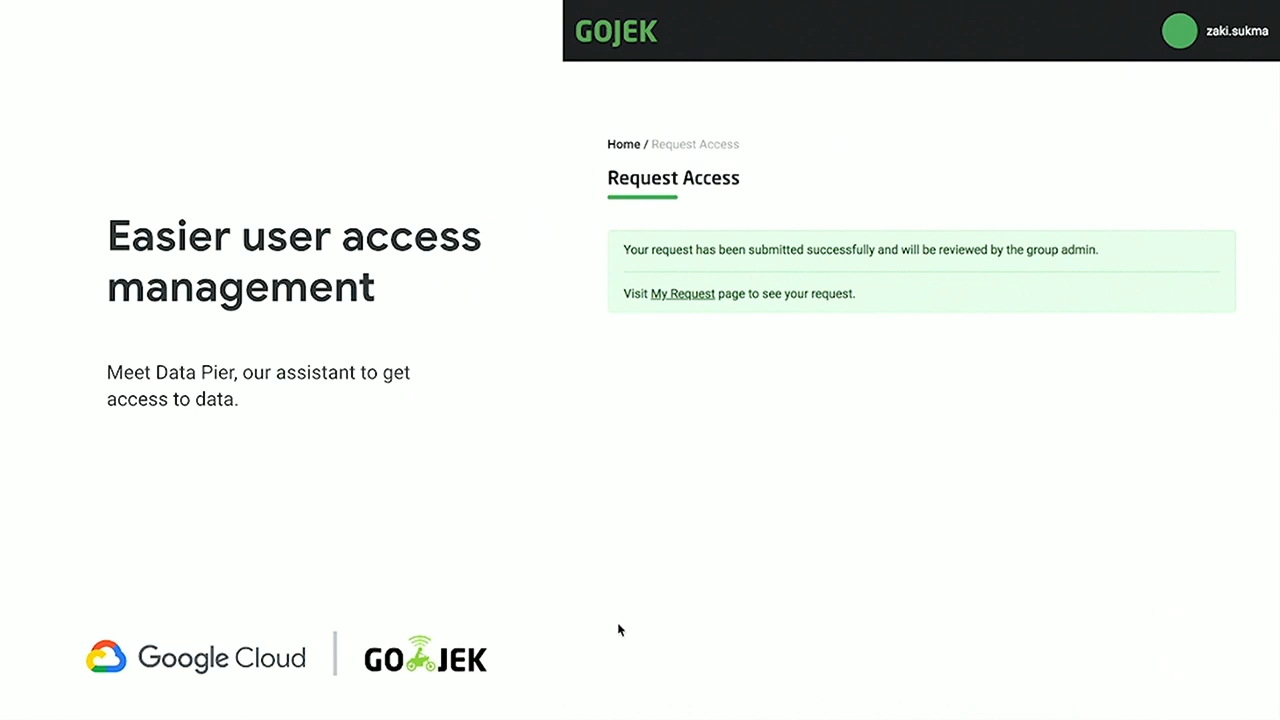 Easier user access
management
Meet Data Pier, our assistant to get
access to data.
Google Cloud
GOJEK
GOJEK
zaki.sukma
Home / Request Access
Request Access
Your request has been submitted successfully and will be reviewed by the group admin.
Visit My Request page to see your request.